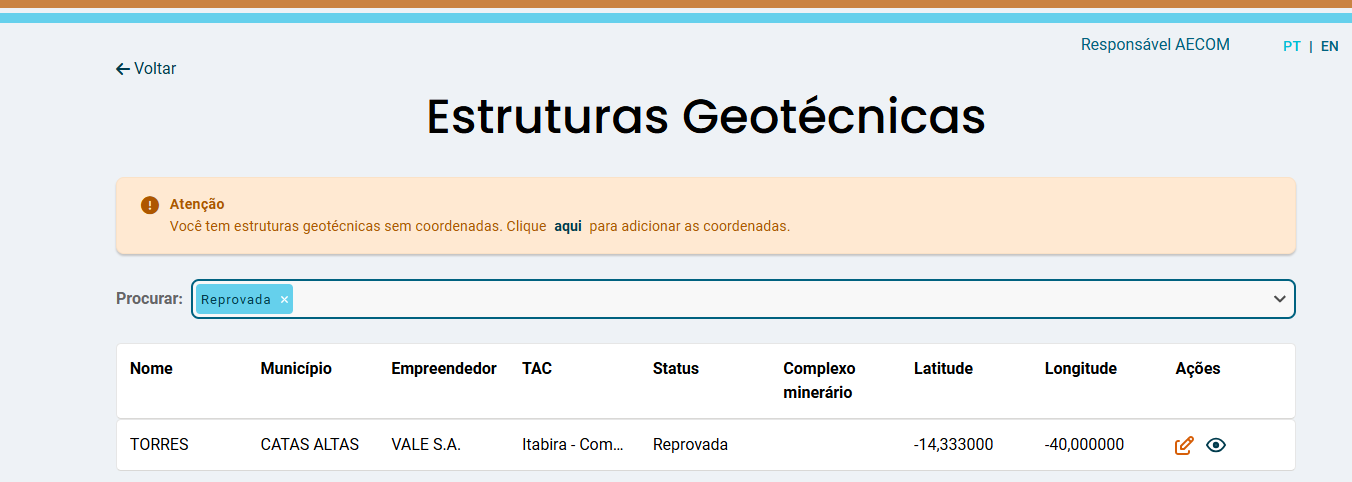 Responsável AECOM PT | EN
Voltar
Estruturas Geotécnicas
Atenção
Você tem estruturas geotécnicas sem coordenadas. Clique aqui para adicionar as coordenadas.
Procurar: Reprovada ×
Nome Município Empreendedor TAC Status Complexo minerário Latitude Longitude Ações
TORRES CATAS ALTAS VALE S.A. Itabira - Com... Reprovada -14,333000 -40,000000